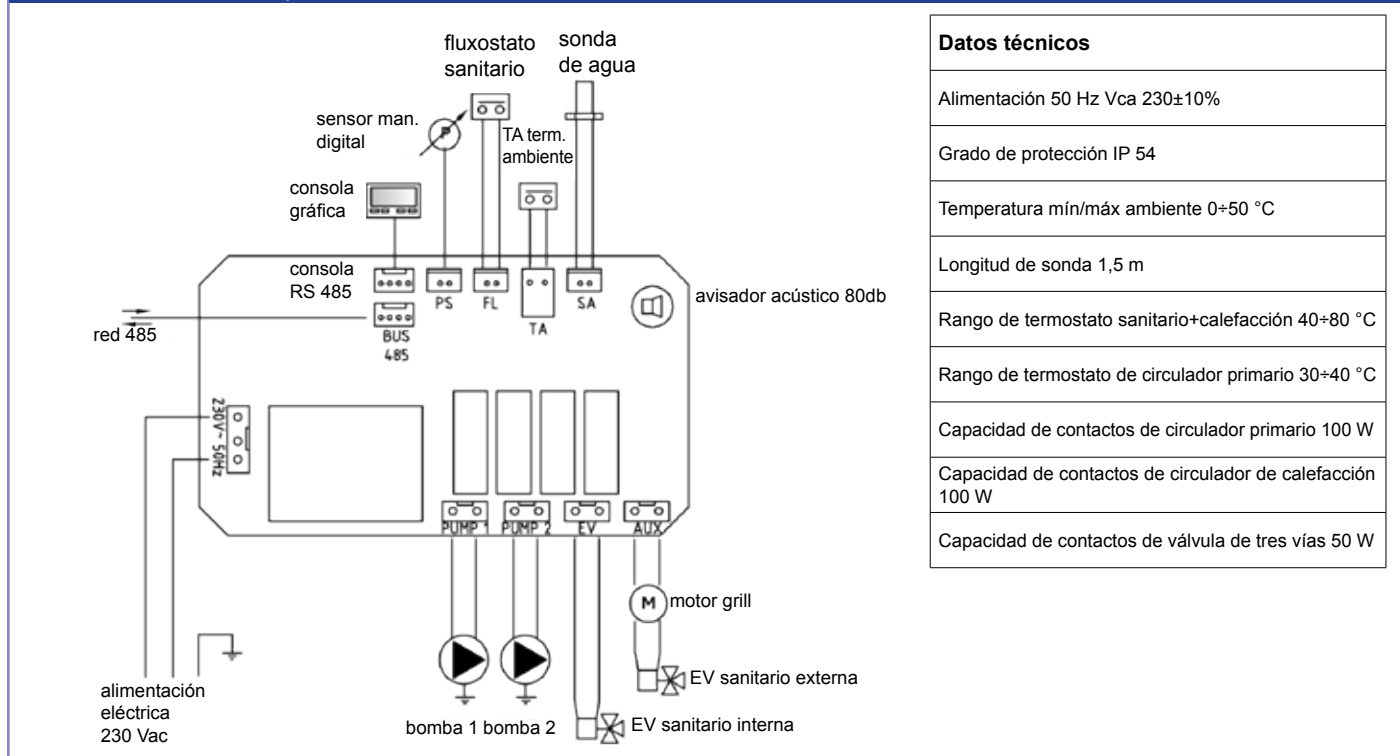 fluxostato
sanitario
sonda
de agua
sensor man.
digital
P
TA term.
ambiente
consola
gráfica
consola
RS 485
PS
FL
TA
SA
avisador acústico 80db
red 485
BUS
485
230V~ 50Hz
PUMP 1
PUMP 2
EV
AUX
M
motor grill
EV sanitario externa
alimentación
eléctrica
230 Vac
bomba 1 bomba 2
EV sanitario interna
Datos técnicos
Alimentación 50 Hz Vca 230±10%
Grado de protección IP 54
Temperatura mín/máx ambiente 0÷50 °C
Longitud de sonda 1,5 m
Rango de termostato sanitario+calefacción 40÷80 °C
Rango de termostato de circulador primario 30÷40 °C
Capacidad de contactos de circulador primario 100 W
Capacidad de contactos de circulador de calefacción
100 W
Capacidad de contactos de válvula de tres vías 50 W